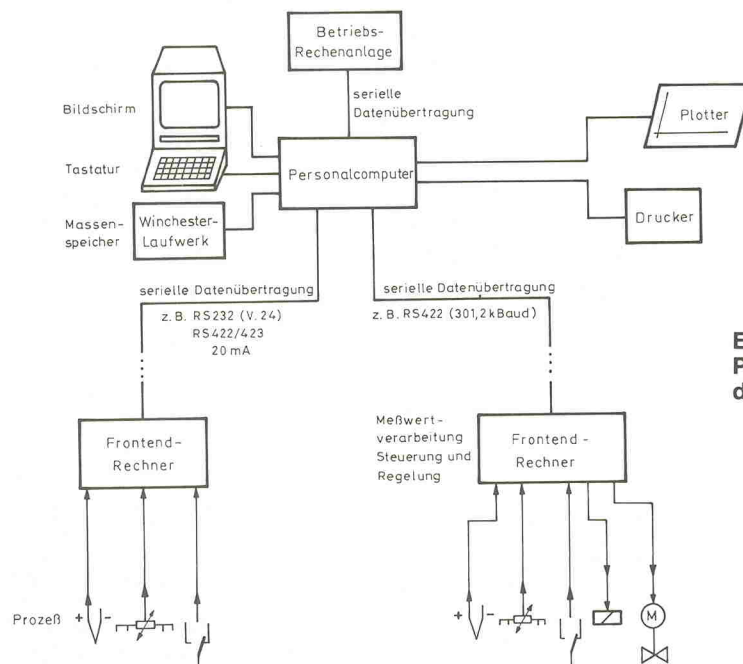 Betriebs-
Rechenanlage
serielle
Datenübertragung
Bildschirm
Plotter
Tastatur
Personalcomputer
Massen-
speicher
Winchester-
Laufwerk
Drucker
serielle Datenübertragung
z. B. RS232 (V. 24)
RS422/423
20 mA
serielle Datenübertragung
z. B. RS422 (301,2 kBaud)
E
P
d
Frontend-
Rechner
Meßwert-
verarbeitung
Steuerung und
Regelung
Frontend -
Rechner
Prozeß
+ -
+ -
M